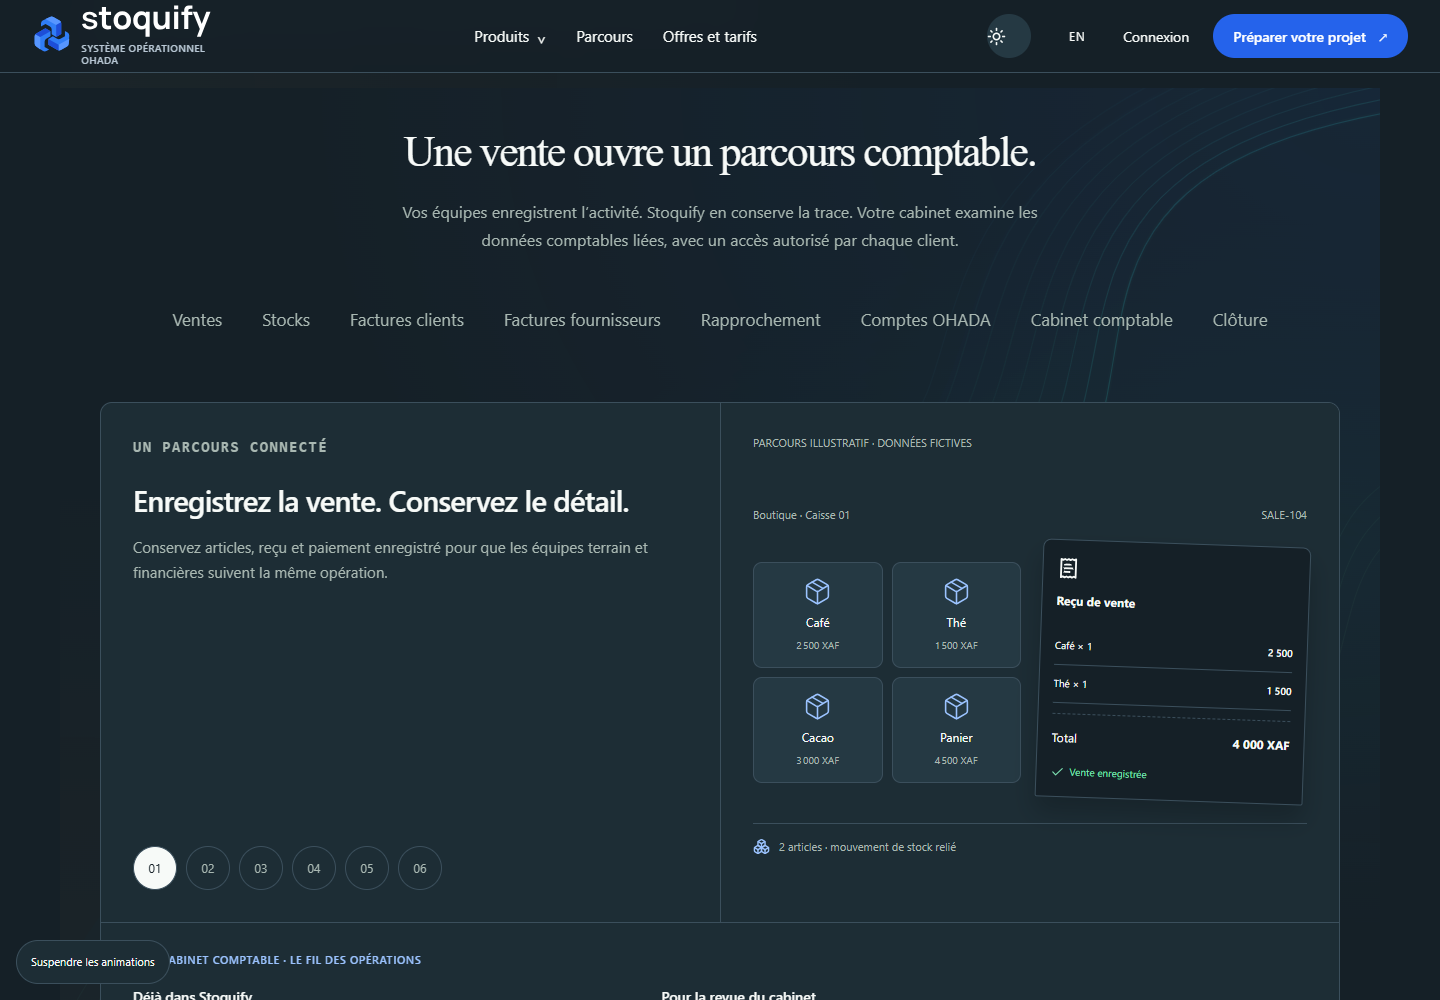 stoquify
SYSTÈME OPÉRATIONNEL
OHADA
Produits
Parcours
Offres et tarifs
EN
Connexion
Préparer votre projet ↗
Une vente ouvre un parcours comptable.
Vos équipes enregistrent l'activité. Stoquify en conserve la trace. Votre cabinet examine les
données comptables liées, avec un accès autorisé par chaque client.
Ventes
Stocks
Factures clients
Factures fournisseurs
Rapprochement
Comptes OHADA
Cabinet comptable
Clôture
UN PARCOURS CONNECTÉ
Enregistrez la vente. Conservez le détail.
Conservez articles, reçu et paiement enregistré pour que les équipes terrain et
financières suivent la même opération.
01
02
03
04
05
06
PARCOURS ILLUSTRATIF · DONNÉES FICTIVES
Boutique · Caisse 01
SALE-104
Café
2 500 XAF
Thé
1 500 XAF
Cacao
3 000 XAF
Panier
4 500 XAF
Reçu de vente
Café × 1
2 500
Thé × 1
1 500
Total
4 000 XAF
Vente enregistrée
2 articles · mouvement de stock relié
Suspendre les animations
ABINET COMPTABLE · LE FIL DES OPÉRATIONS
Déjà dans Stoquify
Pour la revue du cabinet